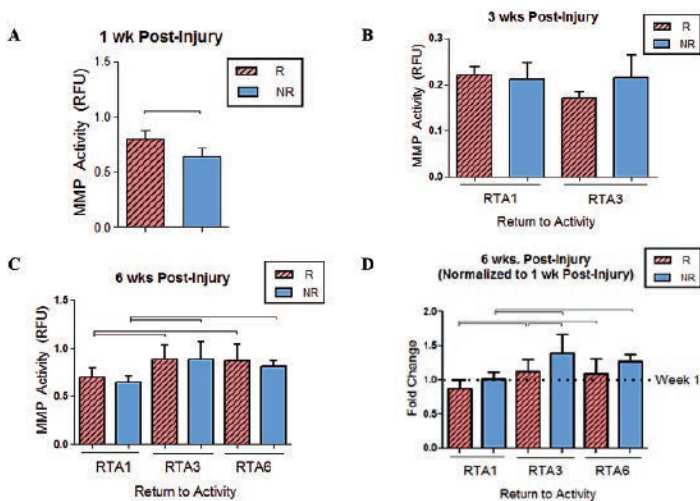 A
1 wk Post-Injury
R
NR
MMP Activity (RFU)
1.5
1.0
0.5
0.0
B
3 wks Post-Injury
R
NR
MMP Activity (RFU)
0.3
0.2
0.1
0.0
RTA1 RTA3
Return to Activity
C
6 wks Post-Injury
R
NR
MMP Activity (RFU)
1.5
1.0
0.5
0.0
RTA1 RTA3 RTA6
Return to Activity
D
6 wks. Post-Injury
(Normalized to 1 wk Post-Injury)
R
NR
Fold Change
2.0
1.5
1.0
0.5
0.0
Week 1
RTA1 RTA3 RTA6
Return to Activity